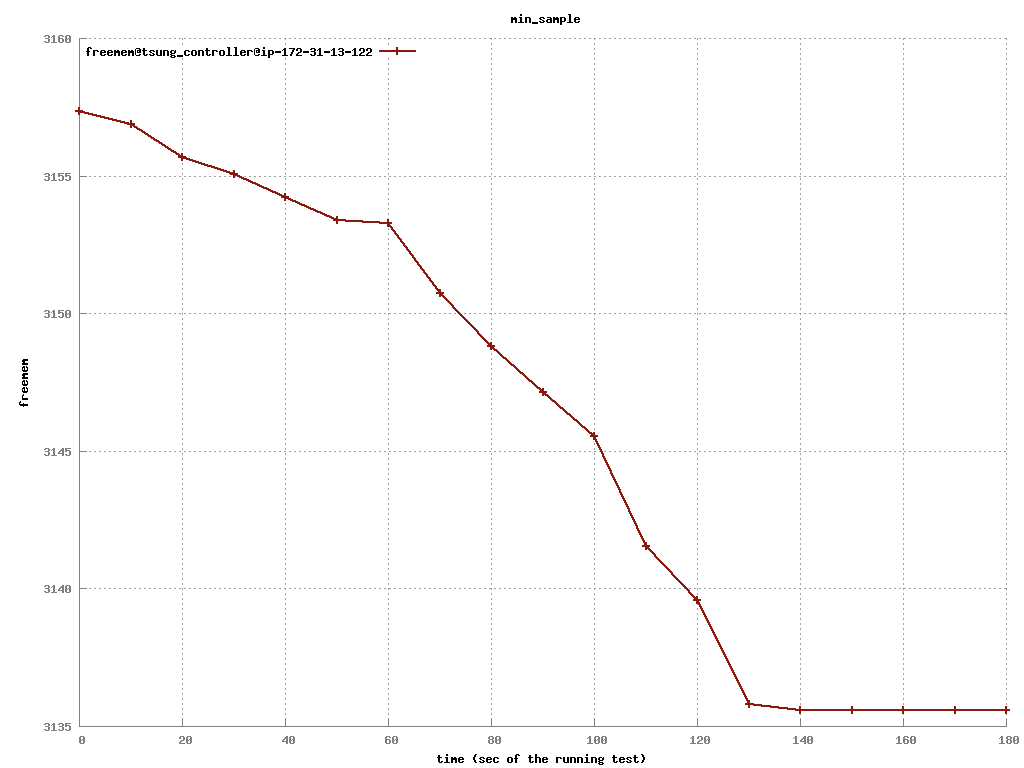 min_sample
freemem@tsung_controller@ip-172-31-13-122
3160
3155
3150
3145
3140
3135
freemem
0 20 40 60 80 100 120 140 160 180
time (sec of the running test)